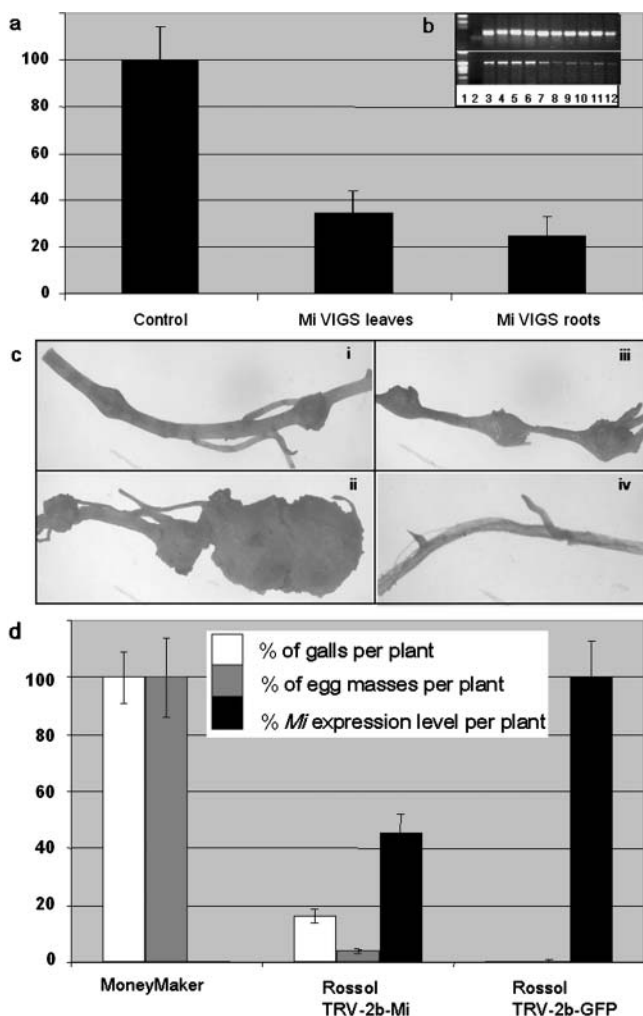 a
b
100
80
60
40
20
0
1 2 3 4 5 6 7 8 9 10 11 12
Control
Mi VIGS leaves
Mi VIGS roots
c
i
iii
ii
iv
d
% of galls per plant
% of egg masses per plant
% Mi expression level per plant
100
80
60
40
20
0
MoneyMaker
Rossol
TRV-2b-Mi
Rossol
TRV-2b-GFP